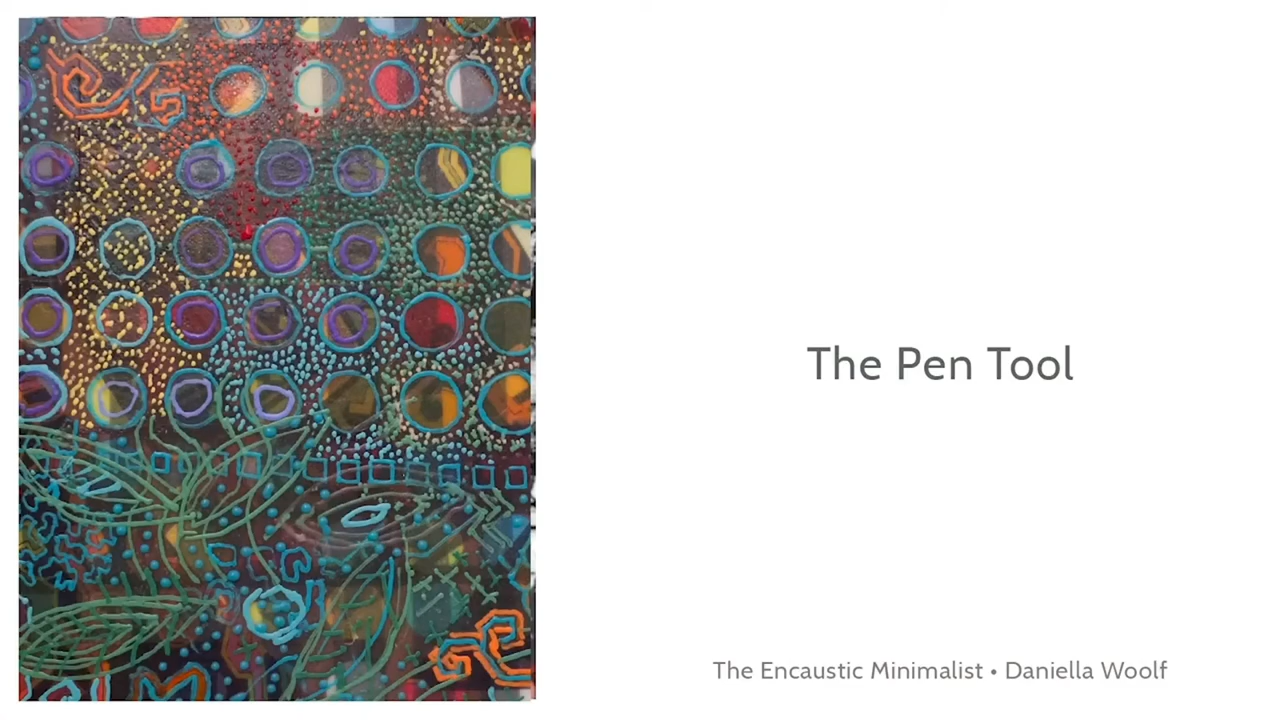 The Pen Tool
The Encaustic Minimalist • Daniella Woolf